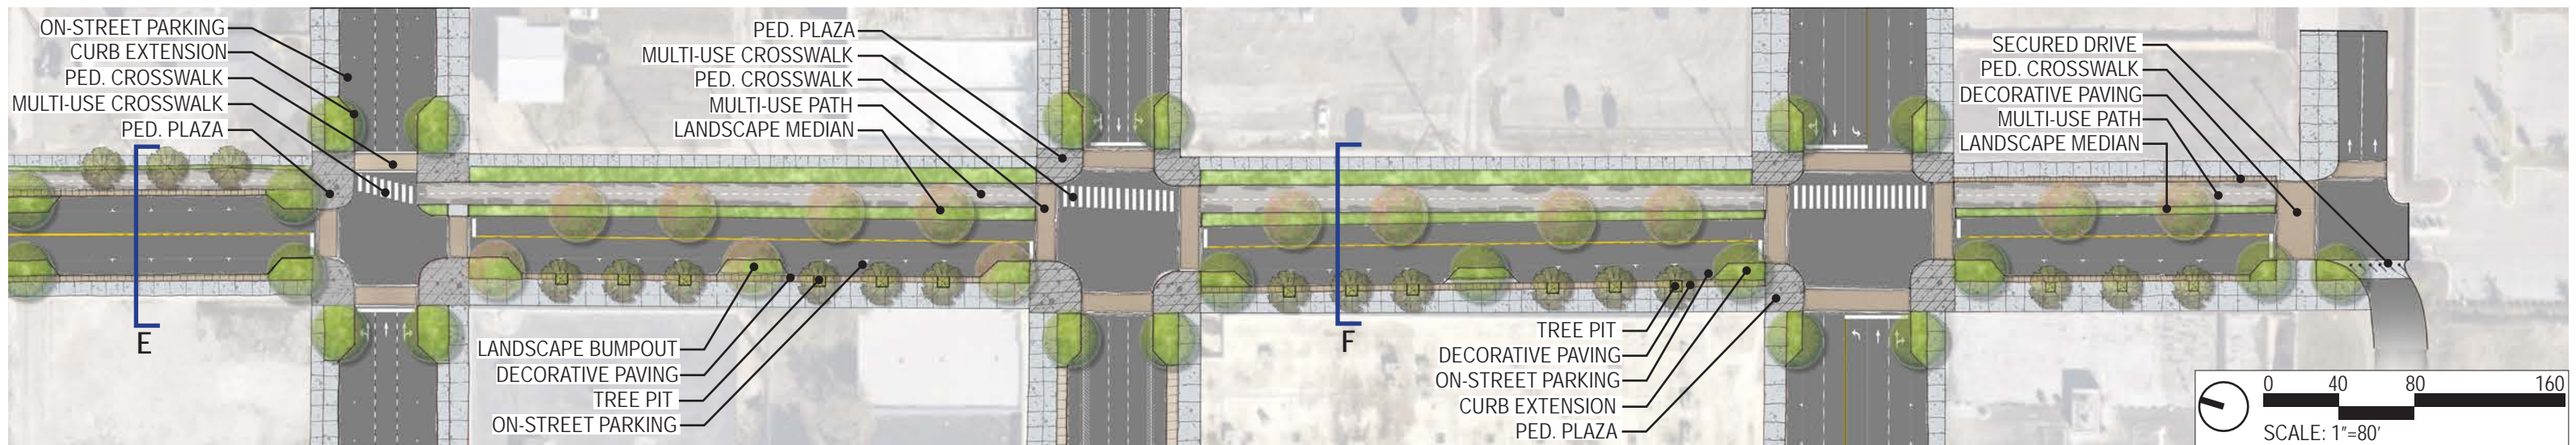 ON-STREET PARKING
CURB EXTENSION
PED. CROSSWALK
MULTI-USE CROSSWALK
PED. PLAZA
E
PED. PLAZA
MULTI-USE CROSSWALK
PED. CROSSWALK
MULTI-USE PATH
LANDSCAPE MEDIAN
LANDSCAPE BUMPOUT
DECORATIVE PAVING
TREE PIT
ON-STREET PARKING
F
TREE PIT
DECORATIVE PAVING
ON-STREET PARKING
CURB EXTENSION
PED. PLAZA
SECURED DRIVE
PED. CROSSWALK
DECORATIVE PAVING
MULTI-USE PATH
LANDSCAPE MEDIAN
0 40 80 160
SCALE: 1"=80'